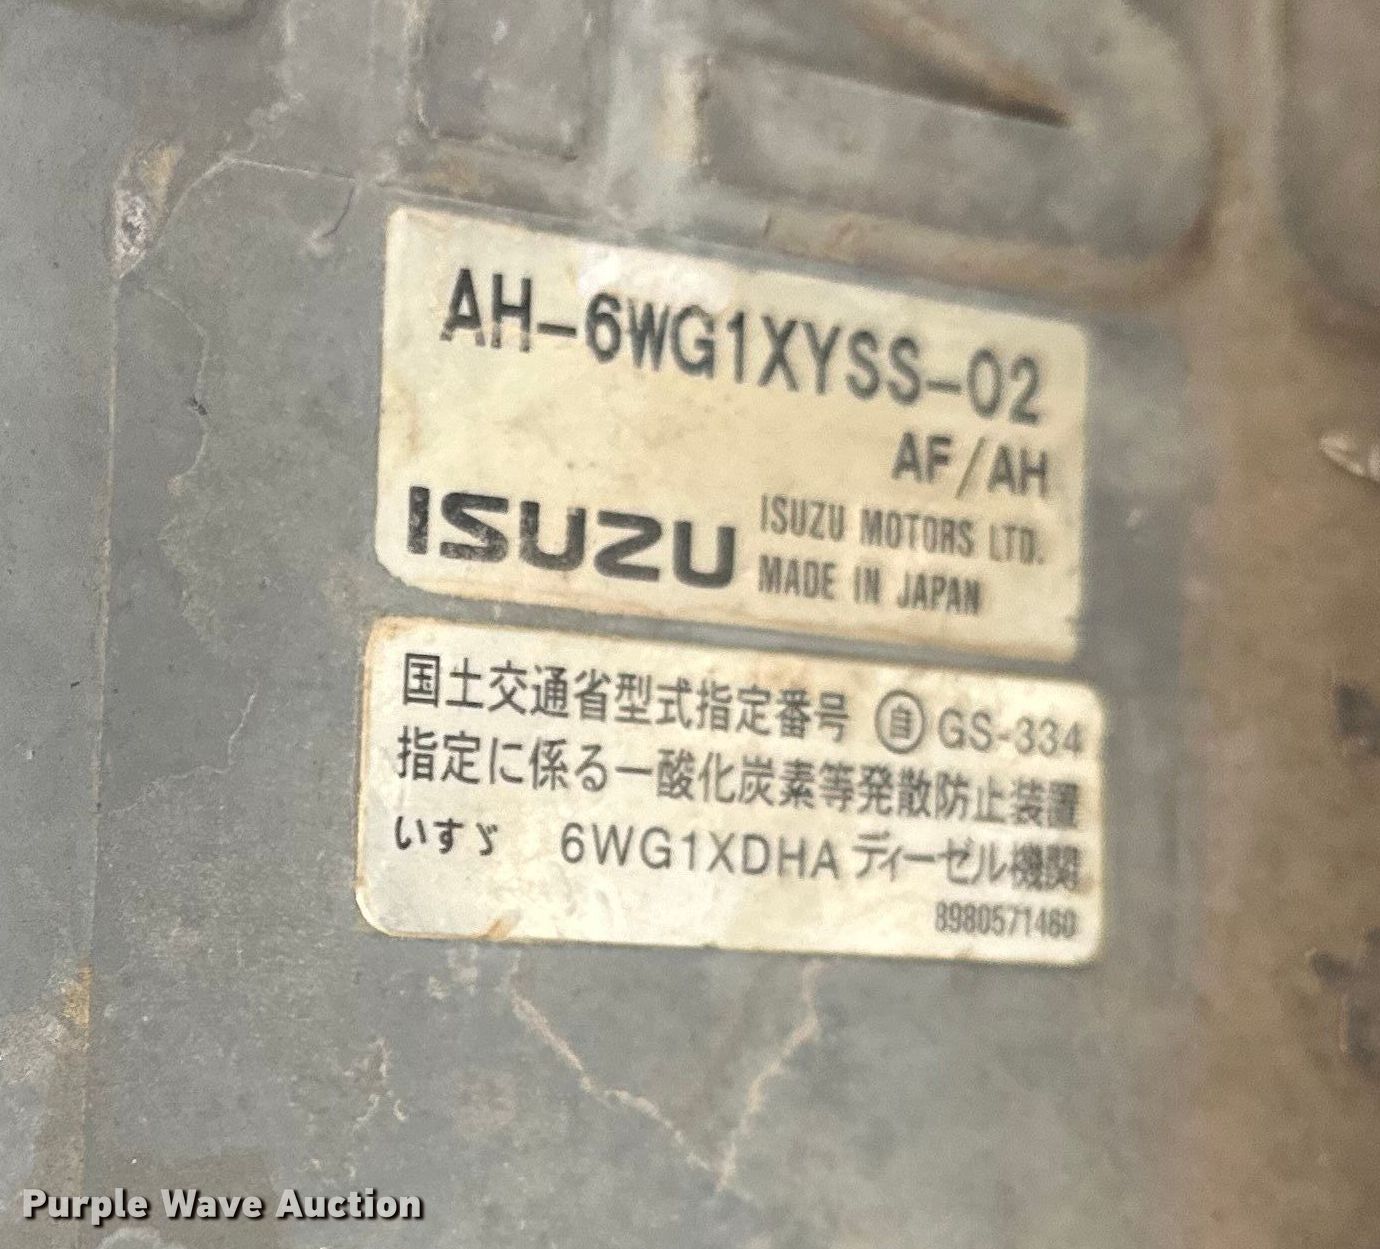 AH-6WG1XYSS-02
AF/AH
ISUZU
ISUZU MOTORS LTD.
MADE IN JAPAN
国土交通省型式指定番号 自 GS-334
指定に係る一酸化炭素等発散防止装置
いすゞ 6WG1XDHA ディーゼル機関
8980571460
Purple Wave Auction